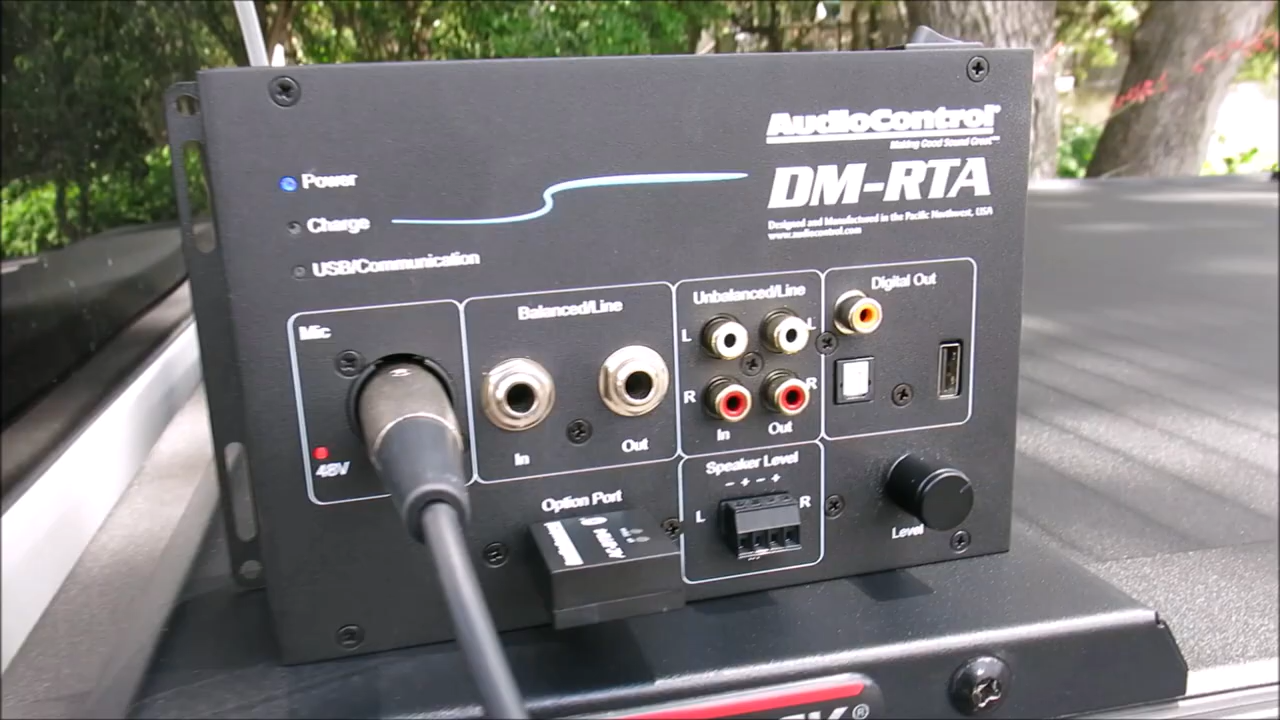 AudioControl®
Making Good Sound Great™
DM-RTA
Designed and Manufactured in the Pacific Northwest, USA
www.audiocontrol.com
Power
Charge
USB/Communication
Mic
48V
Balanced/Line
In
Out
Unbalanced/Line
L
L
R
R
In
Out
Digital Out
Option Port
Speaker Level
- + - +
L
R
Level